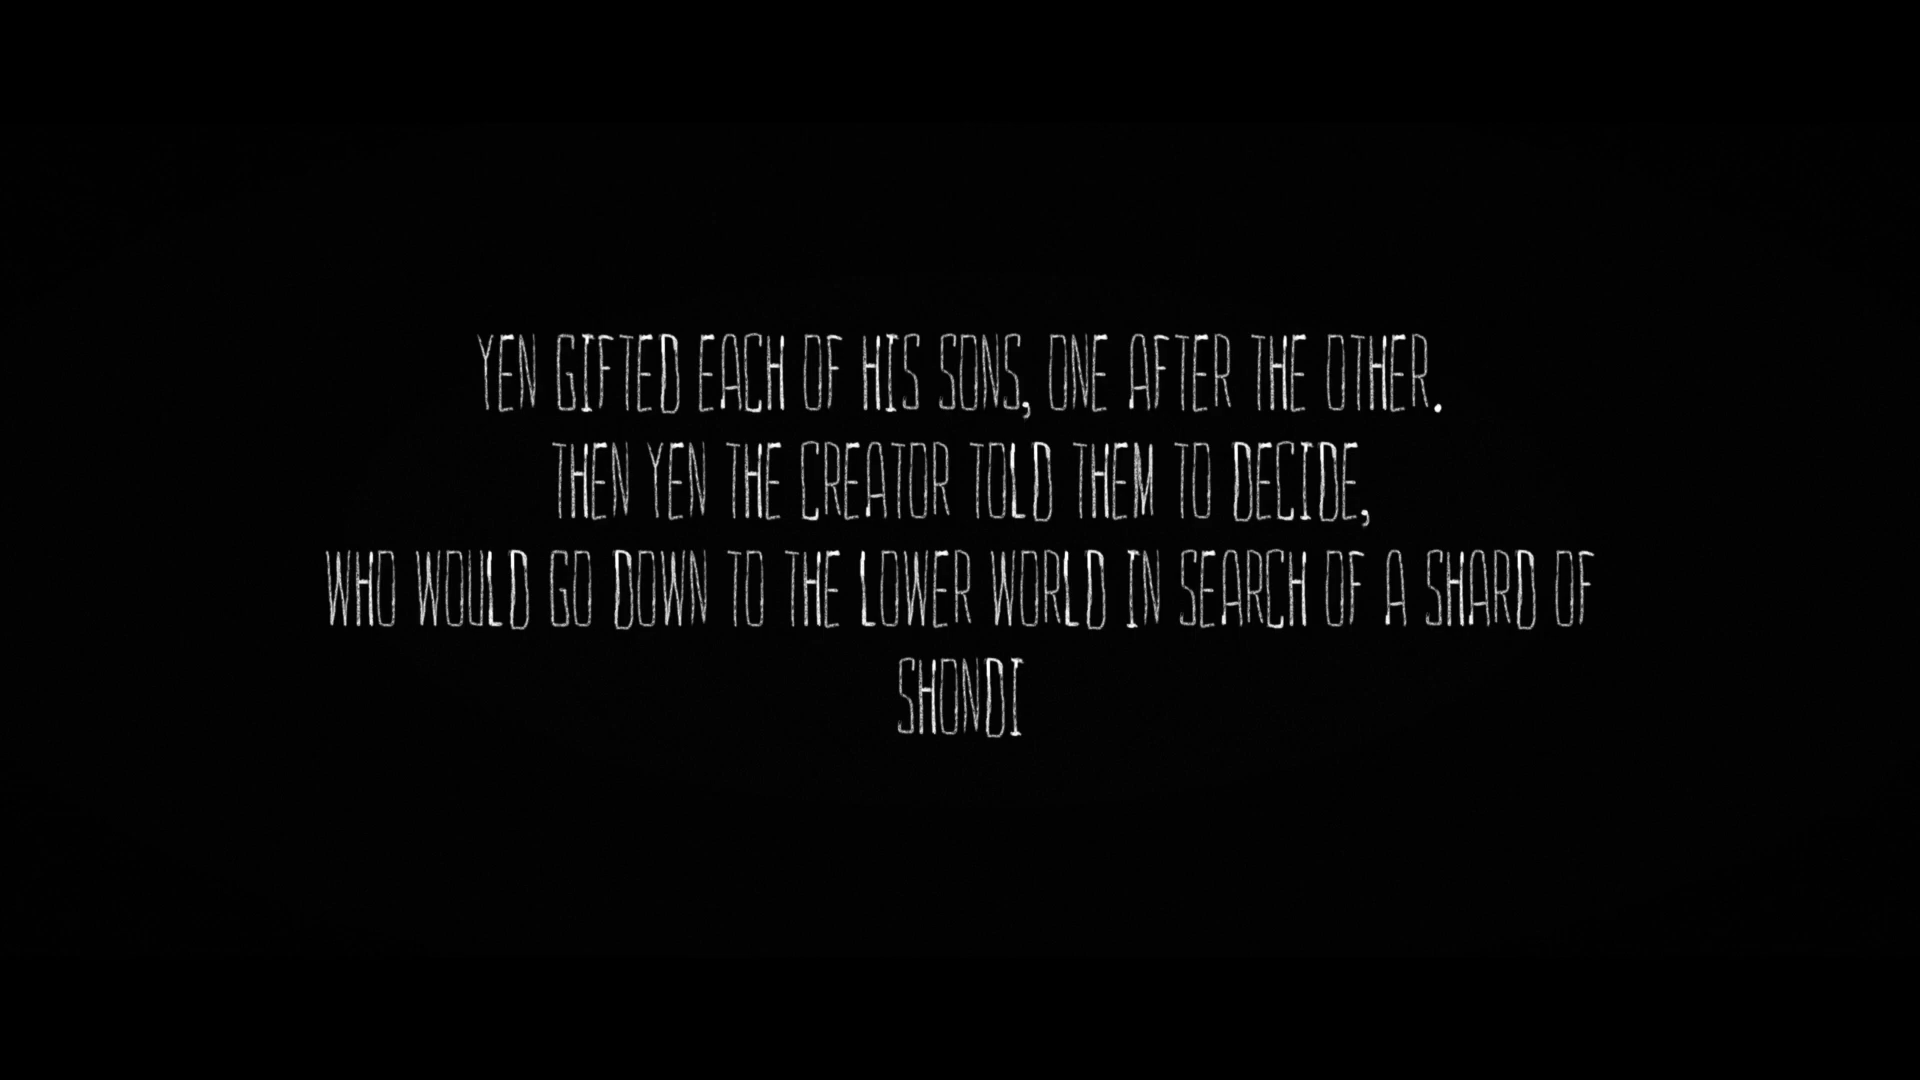 YEN GIFTED EACH OF HIS SONS, ONE AFTER THE OTHER.
THEN YEN THE CREATOR TOLD THEM TO DECIDE,
WHO WOULD GO DOWN TO THE LOWER WORLD IN SEARCH OF A SHARD OF
SHONDI